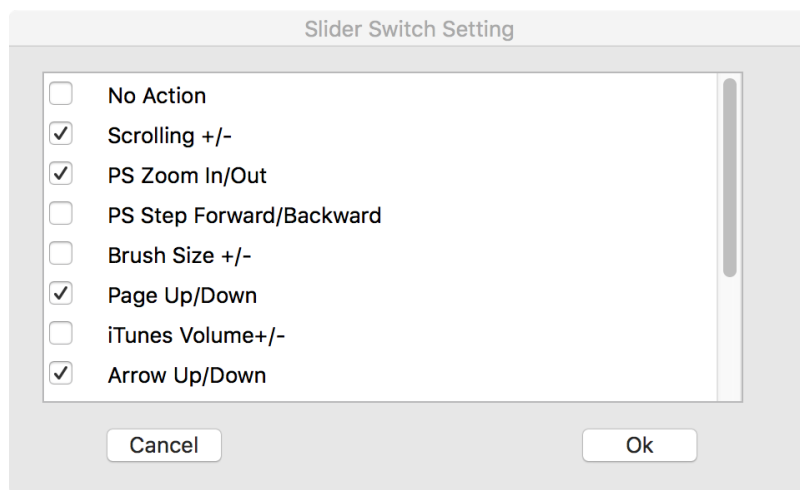 Slider Switch Setting
No Action
Scrolling +/-
PS Zoom In/Out
PS Step Forward/Backward
Brush Size +/-
Page Up/Down
iTunes Volume+/-
Arrow Up/Down
Cancel
Ok